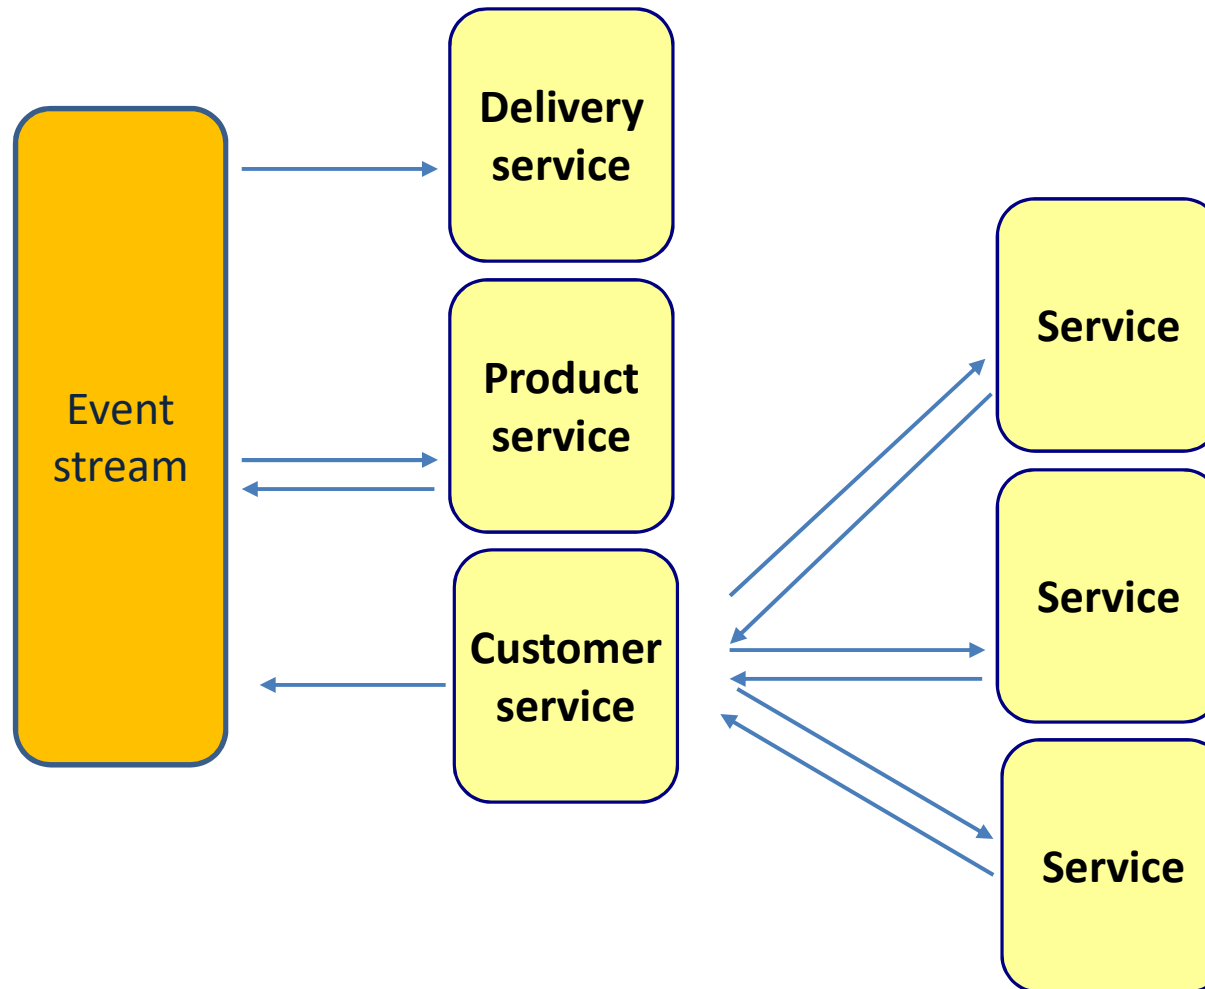 Event
stream
Delivery
service
Product
service
Customer
service
Service
Service
Service